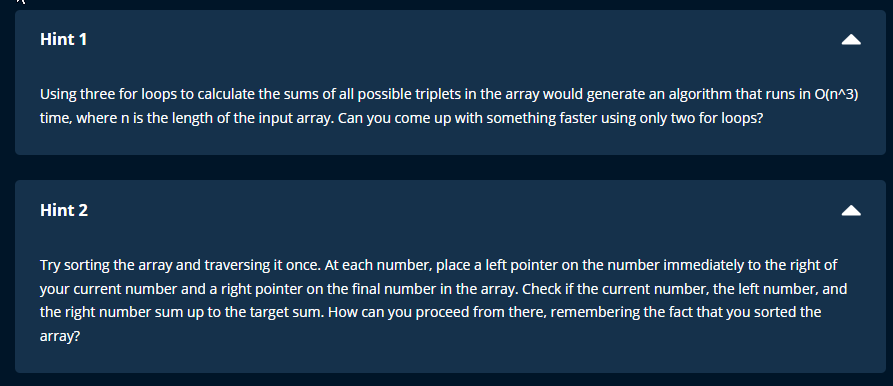 Hint 1
Using three for loops to calculate the sums of all possible triplets in the array would generate an algorithm that runs in O(n^3)
time, where n is the length of the input array. Can you come up with something faster using only two for loops?
Hint 2
Try sorting the array and traversing it once. At each number, place a left pointer on the number immediately to the right of
your current number and a right pointer on the final number in the array. Check if the current number, the left number, and
the right number sum up to the target sum. How can you proceed from there, remembering the fact that you sorted the
array?